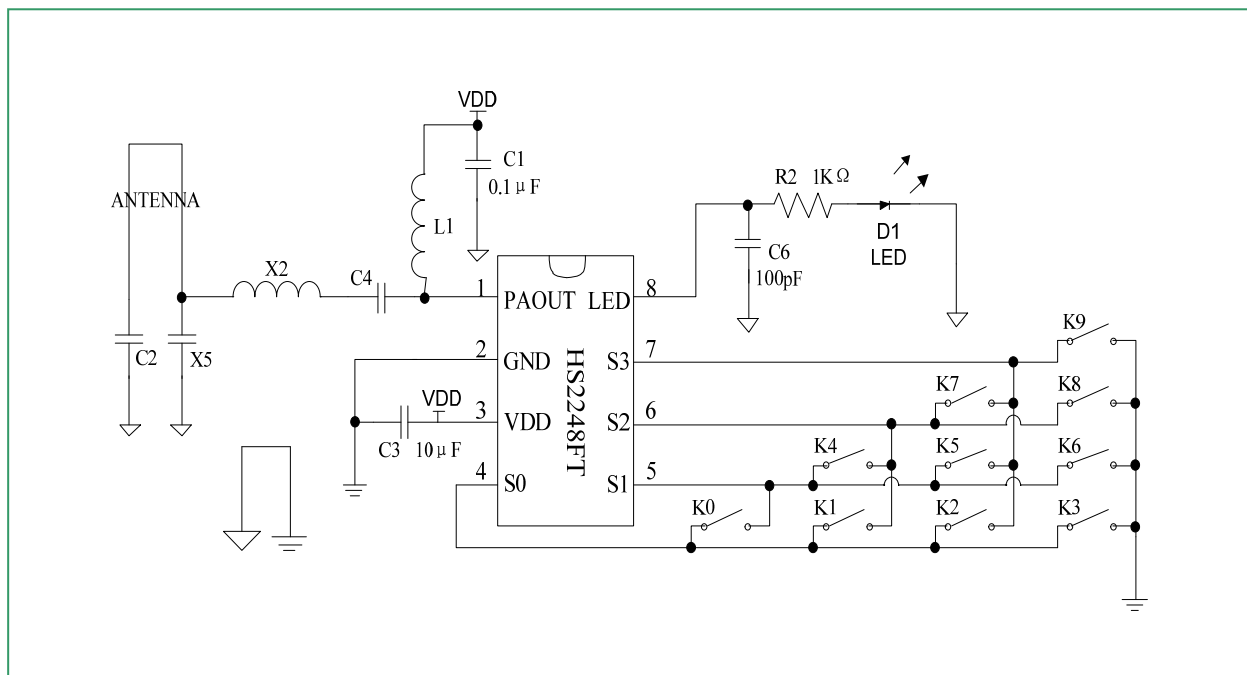 VDD
C1
0.1μF
ANTENNA
L1
R2 1KΩ
D1
LED
C6
100pF
X2
C4
1 PAOUT LED 8
C2
X5
2 GND
S3 7
VDD
3 VDD
S2 6
C3 10μF
4 S0
S1 5
HS2248FT
K9
K7
K8
K4
K5
K6
K0
K1
K2
K3